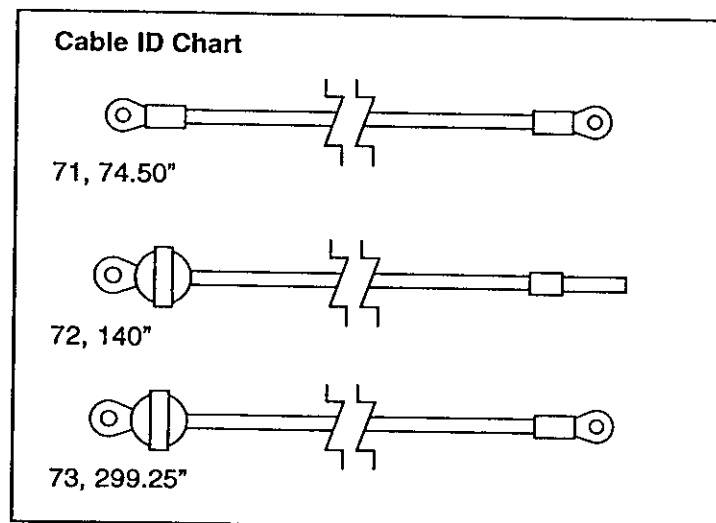 Cable ID Chart
71, 74.50"
72, 140"
73, 299.25"